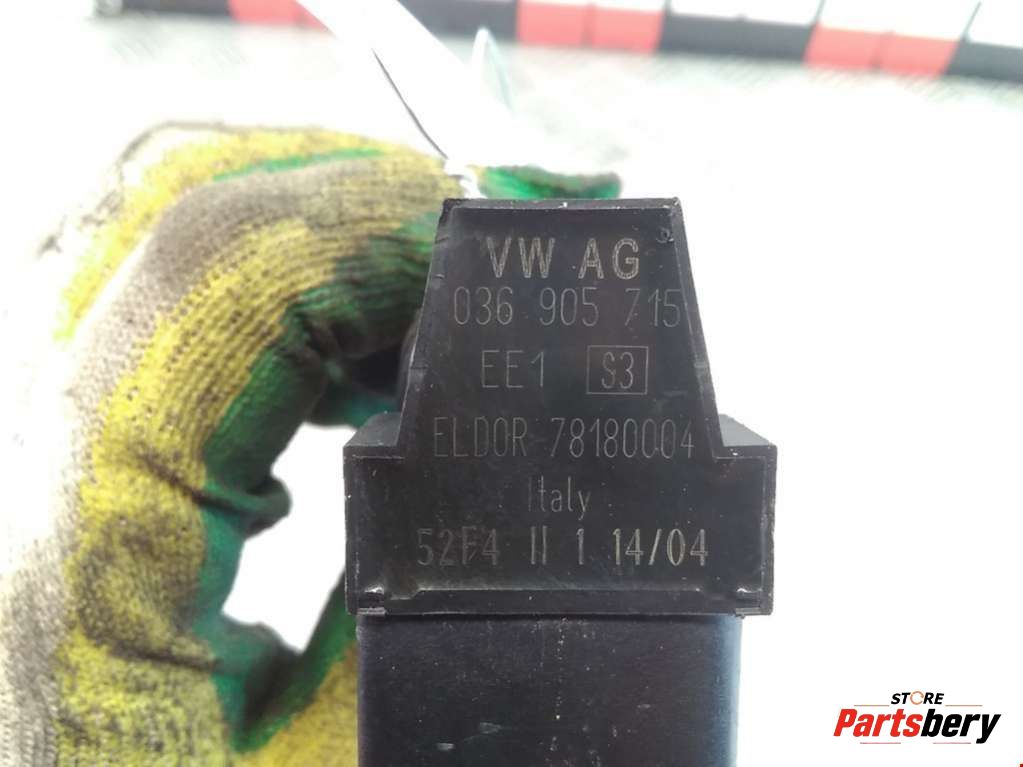 VW AG
036 905 715
EE1 S3
ELDOR 78180004
Italy
52F4 II 1 14/04
STORE
Partsbery